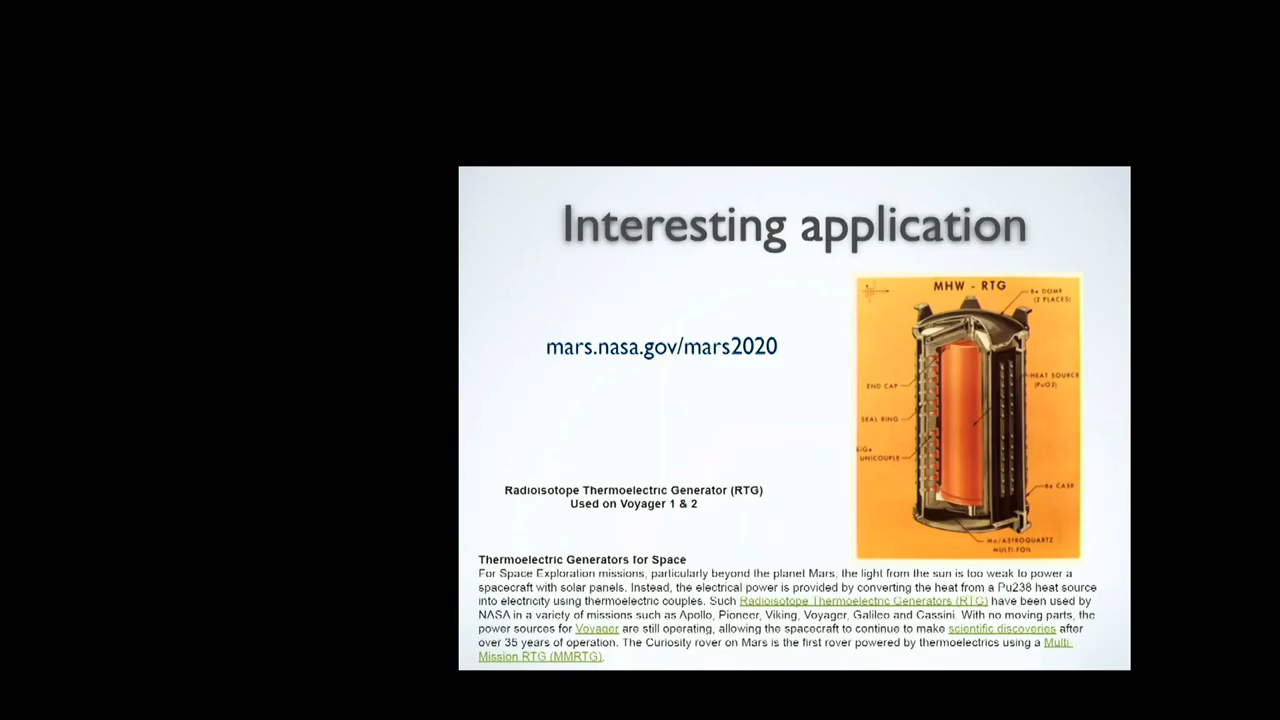 Interesting application
mars.nasa.gov/mars2020
MHW - RTG
Be DOME
(2 PLACES)
HEAT SOURCE
(PuO2)
END CAP
SEAL RING
SiGe
UNICOUPLE
Be CASE
Mo/ASTROQUARTZ
MULTI-FOIL
Radioisotope Thermoelectric Generator (RTG)
Used on Voyager 1 & 2
Thermoelectric Generators for Space
For Space Exploration missions, particularly beyond the planet Mars, the light from the sun is too weak to power a
spacecraft with solar panels. Instead, the electrical power is provided by converting the heat from a Pu238 heat source
into electricity using thermoelectric couples. Such Radioisotope Thermoelectric Generators (RTG) have been used by
NASA in a variety of missions such as Apollo, Pioneer, Viking, Voyager, Galileo and Cassini. With no moving parts, the
power sources for Voyager are still operating, allowing the spacecraft to continue to make scientific discoveries after
over 35 years of operation. The Curiosity rover on Mars is the first rover powered by thermoelectrics using a Multi-
Mission RTG (MMRTG).